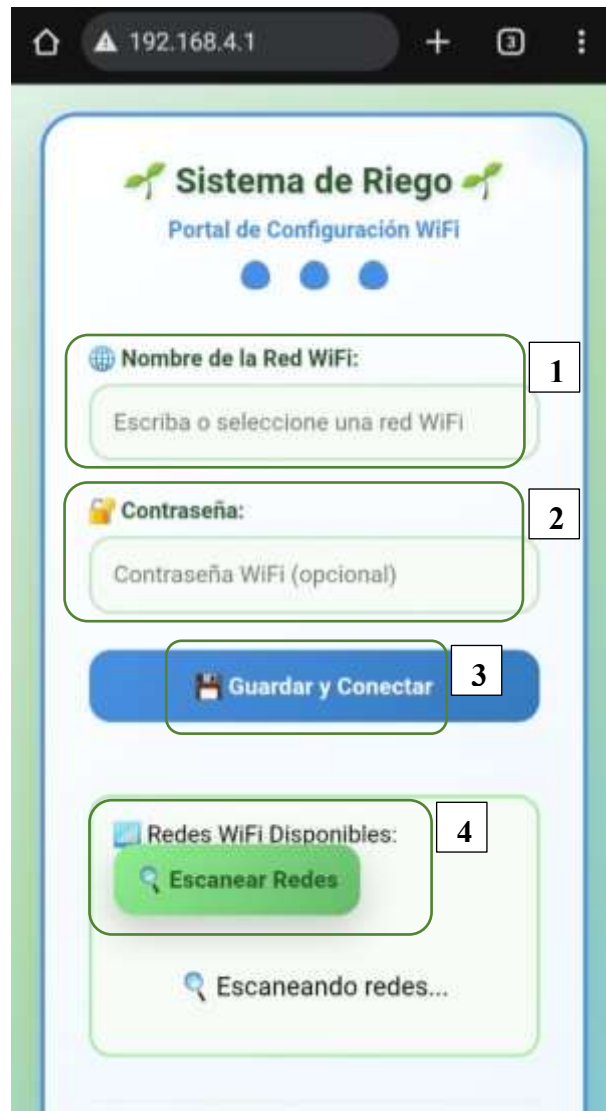 192.168.4.1
3
Sistema de Riego
Portal de Configuración WiFi
Nombre de la Red WiFi:
1
Escriba o seleccione una red WiFi
Contraseña:
2
Contraseña WiFi (opcional)
Guardar y Conectar
3
Redes WiFi Disponibles:
4
Escanear Redes
Escaneando redes...